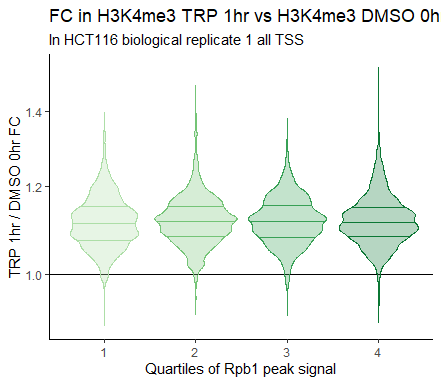 FC in H3K4me3 TRP 1hr vs H3K4me3 DMSO 0h
In HCT116 biological replicate 1 all TSS
TRP 1hr / DMSO 0hr FC
1.4
1.2
1.0
1 2 3 4
Quartiles of Rpb1 peak signal